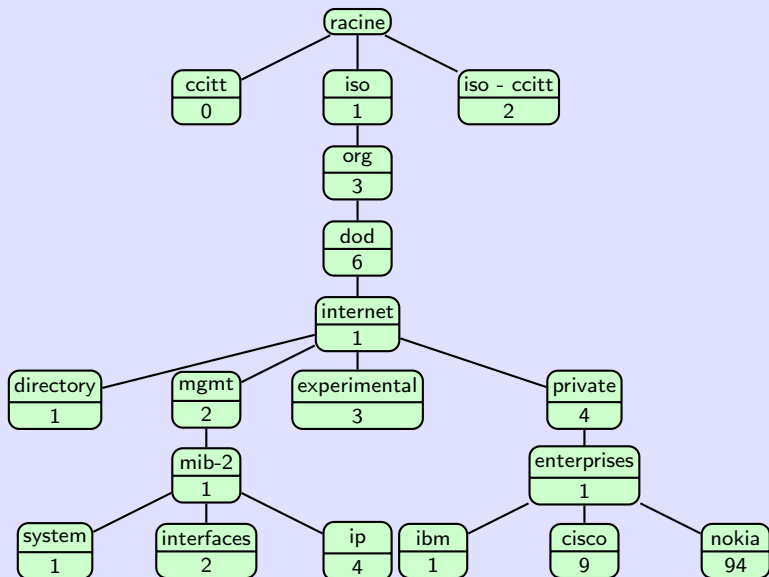 racine
ccitt
0
iso
1
iso - ccitt
2
org
3
dod
6
internet
1
directory
1
mgmt
2
experimental
3
private
4
mib-2
1
enterprises
1
system
1
interfaces
2
ip
4
ibm
1
cisco
9
nokia
94